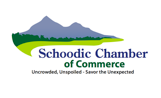 Schoodic Chamber
of Commerce
Uncrowded, Unspoiled - Savor the Unexpected